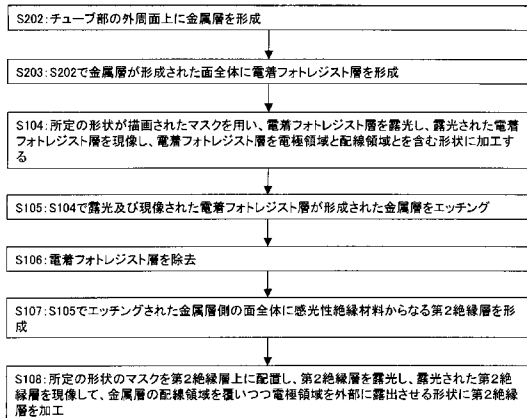 S202:チューブ部の外周面上に金属層を形成
S203:S202で金属層が形成された面全体に電着フォトレジスト層を形成
S104:所定の形状が描画されたマスクを用い、電着フォトレジスト層を露光し、露光された電着
フォトレジスト層を現像し、電着フォトレジスト層を電極領域と配線領域とを含む形状に加工す
る
S105:S104で露光及び現像された電着フォトレジスト層が形成された金属層をエッチング
S106:電着フォトレジスト層を除去
S107:S105でエッチングされた金属層側の面全体に感光性絶縁材料からなる第2絶縁層を形
成
S108:所定の形状のマスクを第2絶縁層上に配置し、第2絶縁層を露光し、露光された第2絶
縁層を現像して、金属層の配線領域を覆いつつ電極領域を外部に露出させる形状に第2絶縁
層を加工